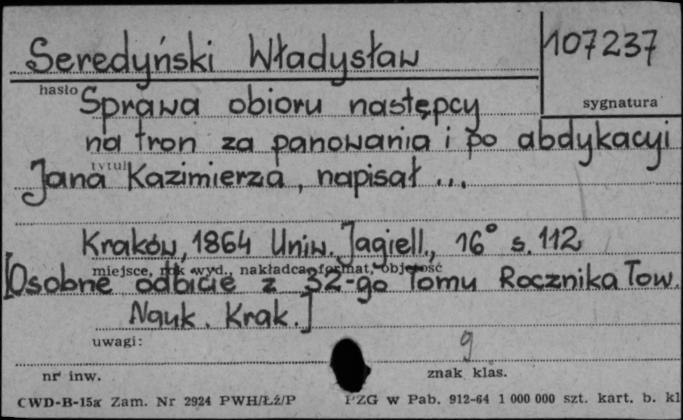 Seredyński Władysław 107237
hasło sygnatura
Sprawa obioru następcy
na tron za panowania i po abdykacyi
tytuł
Jana Kazimierza, napisał ...
Kraków, 1864 Uniw. Jagiell., 16° s. 112
miejsce, rok wyd., nakładca, format, objętość
[Osobne odbicie z 32-go Tomu Rocznika Tow.
Nauk. Krak.]
uwagi:
g
nr inw. znak klas.
CWD-B-15a Zam. Nr 2924 PWH/Łż/P PZG w Pab. 912-64 1 000 000 szt. kart. b. kl